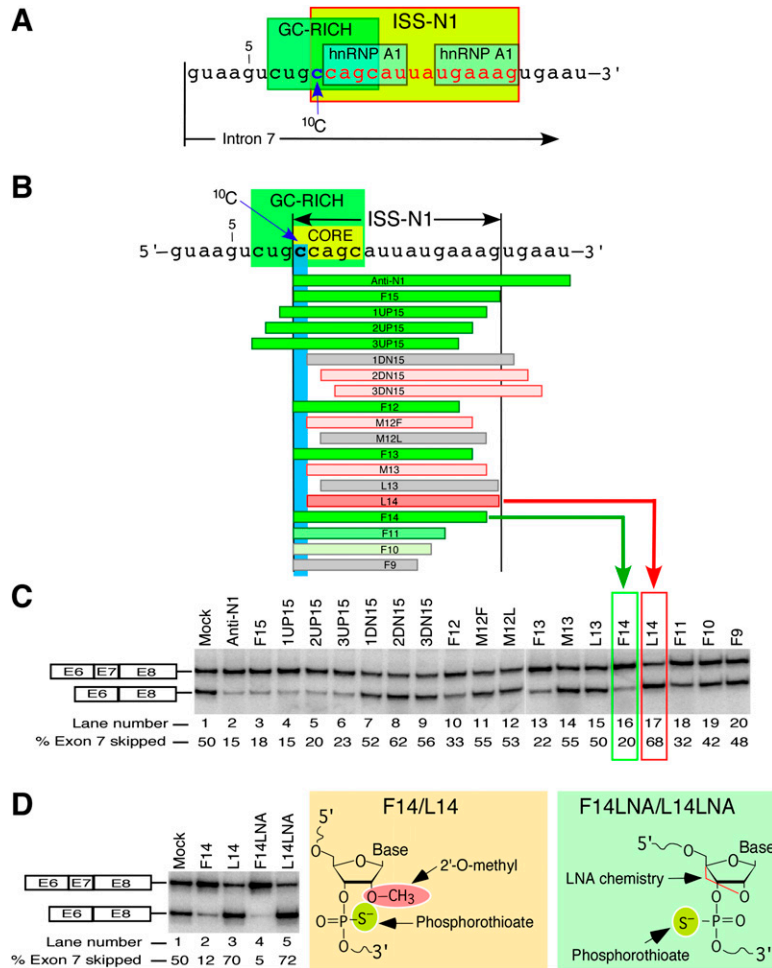 A
GC-RICH
ISS-N1
hnRNP A1 hnRNP A1
5
guaagucugccagcauuaugaaagugaau–3'
10C
Intron 7
B
10C
GC-RICH
ISS-N1
5
CORE
5'-guaagucugccagcauuaugaaagugaau–3'
Anti-N1
F15
1UP15
2UP15
3UP15
1DN15
2DN15
3DN15
F12
M12F
M12L
F13
M13
L13
L14
F14
F11
F10
F9
C
Mock Anti-N1 F15 1UP15 2UP15 3UP15 1DN15 2DN15 3DN15 F12 M12F M12L F13 M13 L13 F14 L14 F11 F10 F9
E6 E7 E8
E6 E8
Lane number — 1 2 3 4 5 6 7 8 9 10 11 12 13 14 15 16 17 18 19 20
% Exon 7 skipped — 50 15 18 15 20 23 52 62 56 33 55 53 22 55 50 20 68 32 42 48
D
Mock F14 L14 F14LNA L14LNA
E6 E7 E8
E6 E8
Lane number — 1 2 3 4 5
% Exon 7 skipped — 50 12 70 5 72
F14/L14
5'
O
Base
O
2'-O-methyl
O O–CH3
O=P–S−
Phosphorothioate
O
3'
F14LNA/L14LNA
5'
O
Base
O
LNA chemistry
O O
S− –P=O
Phosphorothioate
O
3'